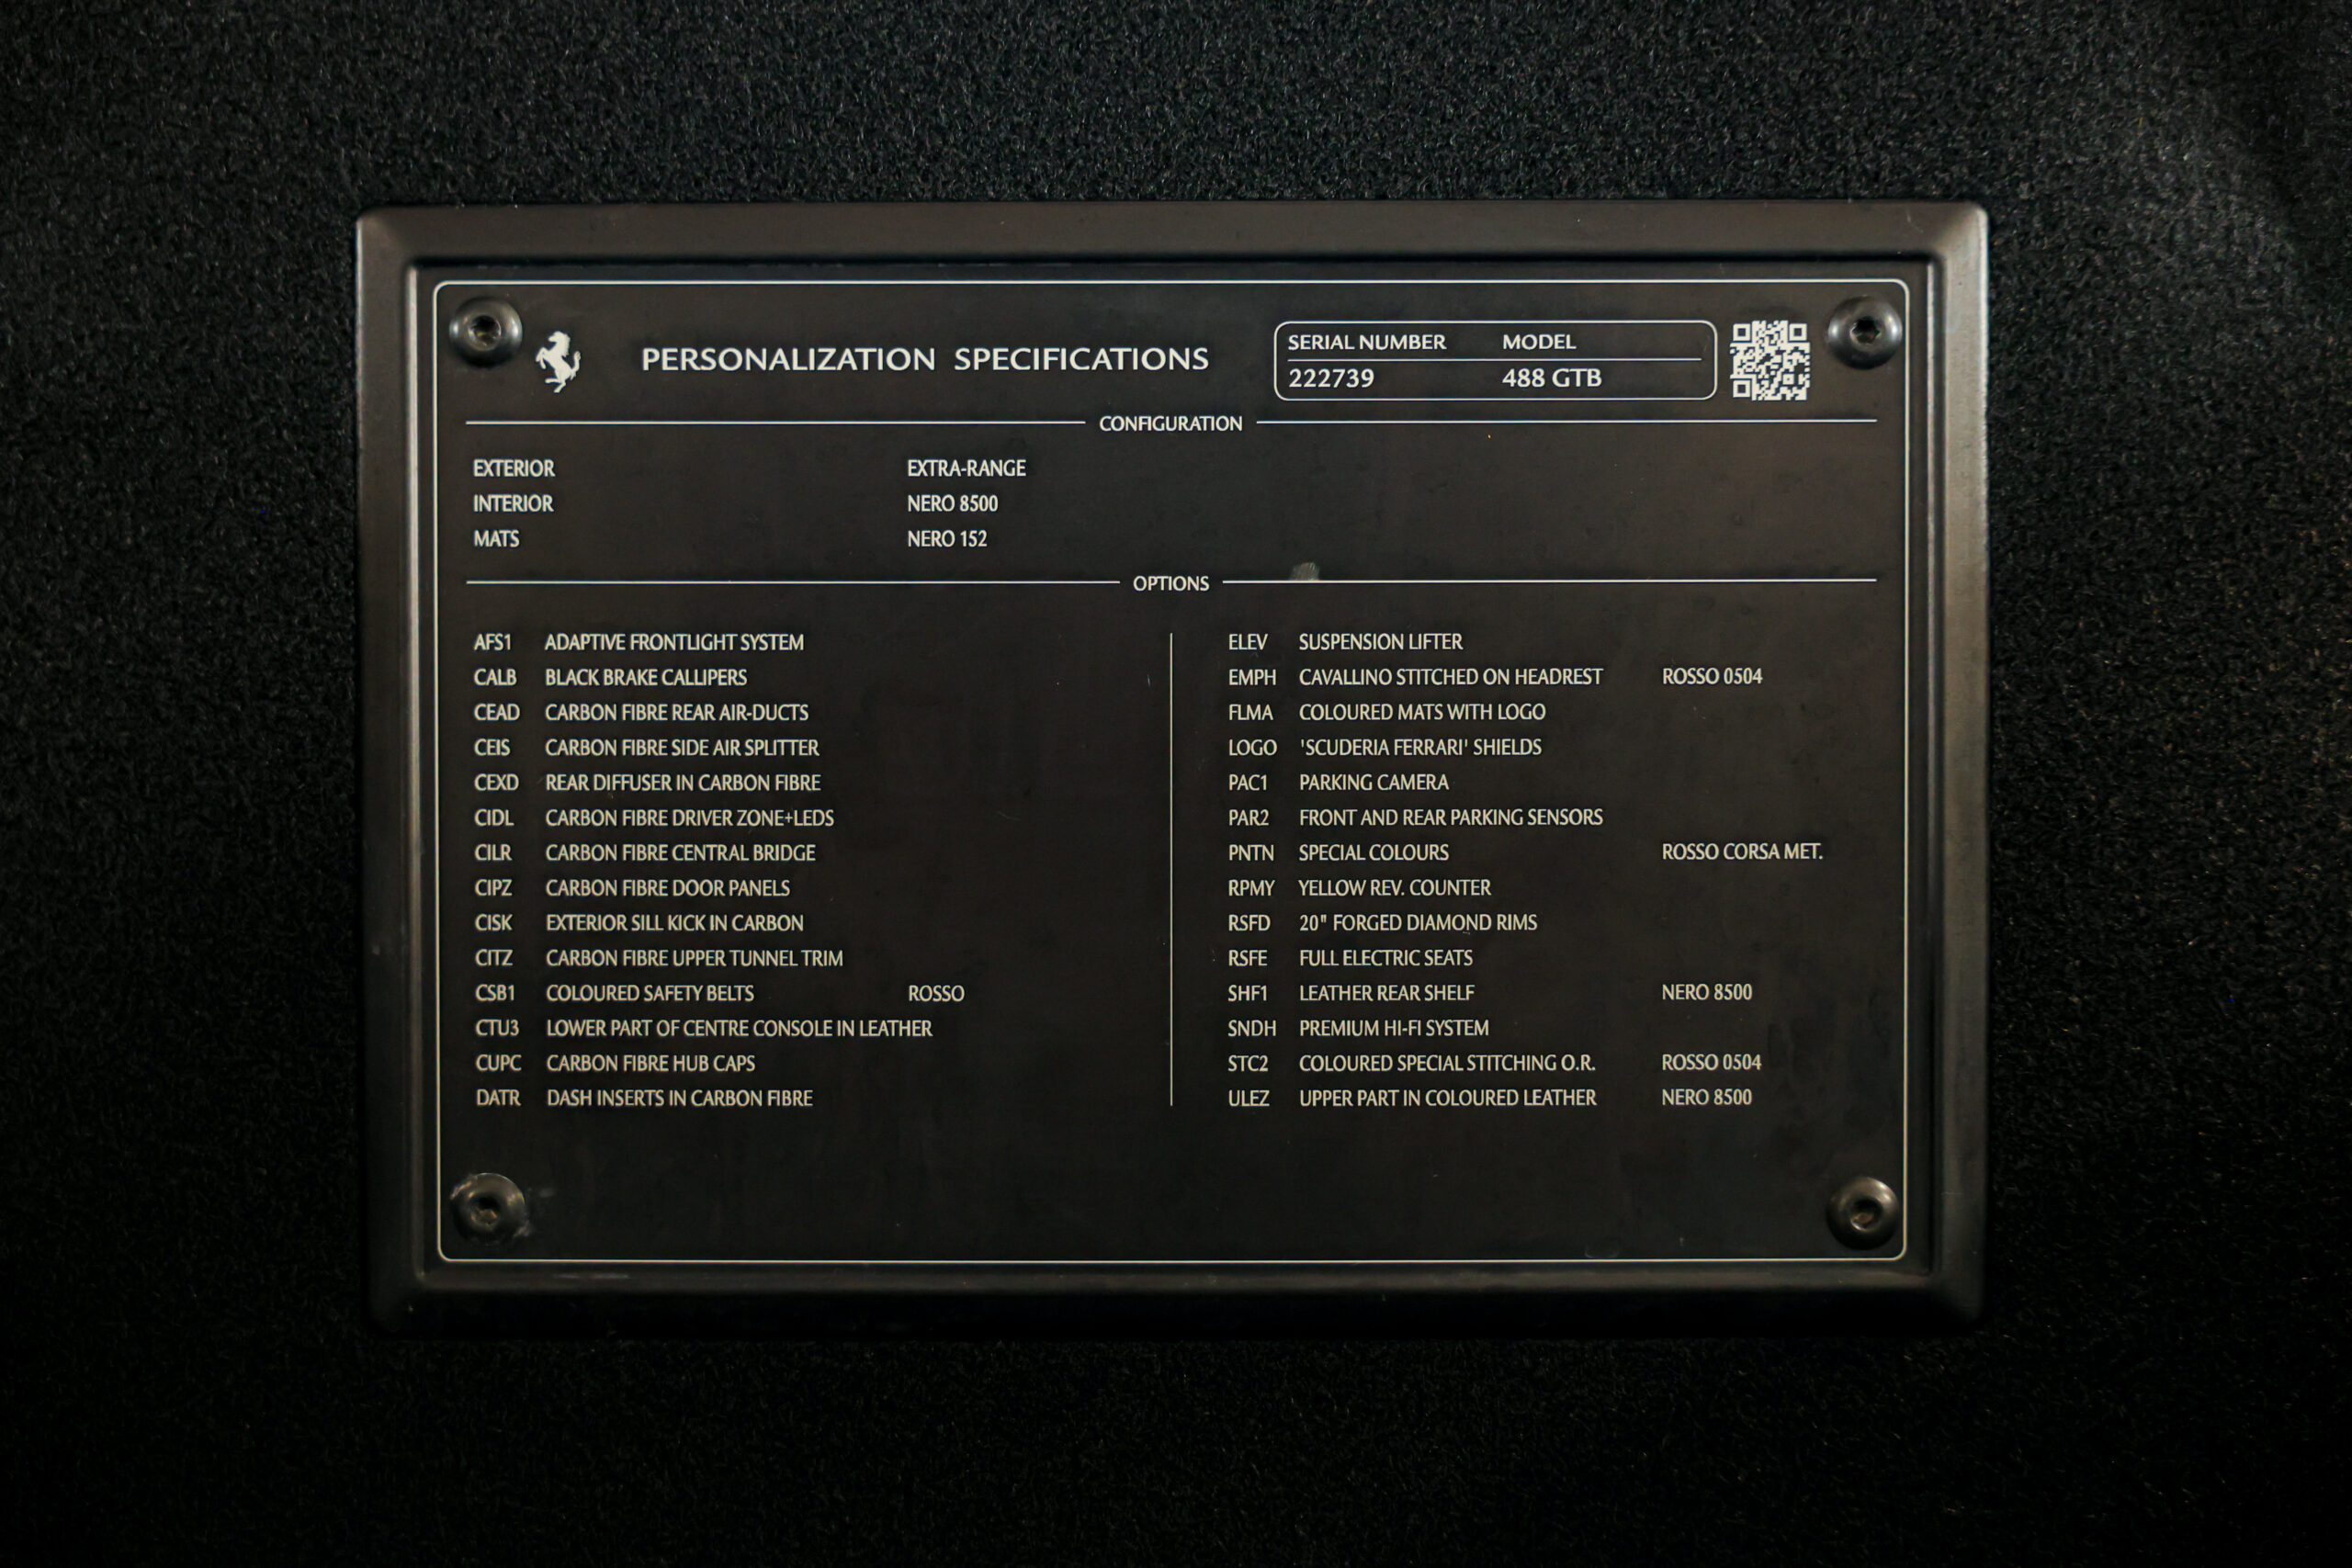 PERSONALIZATION SPECIFICATIONS
SERIAL NUMBER MODEL
222739 488 GTB
CONFIGURATION
EXTERIOR EXTRA-RANGE
INTERIOR NERO 8500
MATS NERO 152
OPTIONS
AFS1 ADAPTIVE FRONTLIGHT SYSTEM
CALB BLACK BRAKE CALLIPERS
CEAD CARBON FIBRE REAR AIR-DUCTS
CEIS CARBON FIBRE SIDE AIR SPLITTER
CEXD REAR DIFFUSER IN CARBON FIBRE
CIDL CARBON FIBRE DRIVER ZONE+LEDS
CILR CARBON FIBRE CENTRAL BRIDGE
CIPZ CARBON FIBRE DOOR PANELS
CISK EXTERIOR SILL KICK IN CARBON
CITZ CARBON FIBRE UPPER TUNNEL TRIM
CSB1 COLOURED SAFETY BELTS ROSSO
CTU3 LOWER PART OF CENTRE CONSOLE IN LEATHER
CUPC CARBON FIBRE HUB CAPS
DATR DASH INSERTS IN CARBON FIBRE
ELEV SUSPENSION LIFTER
EMPH CAVALLINO STITCHED ON HEADREST ROSSO 0504
FLMA COLOURED MATS WITH LOGO
LOGO 'SCUDERIA FERRARI' SHIELDS
PAC1 PARKING CAMERA
PAR2 FRONT AND REAR PARKING SENSORS
PNTN SPECIAL COLOURS ROSSO CORSA MET.
RPMY YELLOW REV. COUNTER
RSFD 20" FORGED DIAMOND RIMS
RSFE FULL ELECTRIC SEATS
SHF1 LEATHER REAR SHELF NERO 8500
SNDH PREMIUM HI-FI SYSTEM
STC2 COLOURED SPECIAL STITCHING O.R. ROSSO 0504
ULEZ UPPER PART IN COLOURED LEATHER NERO 8500